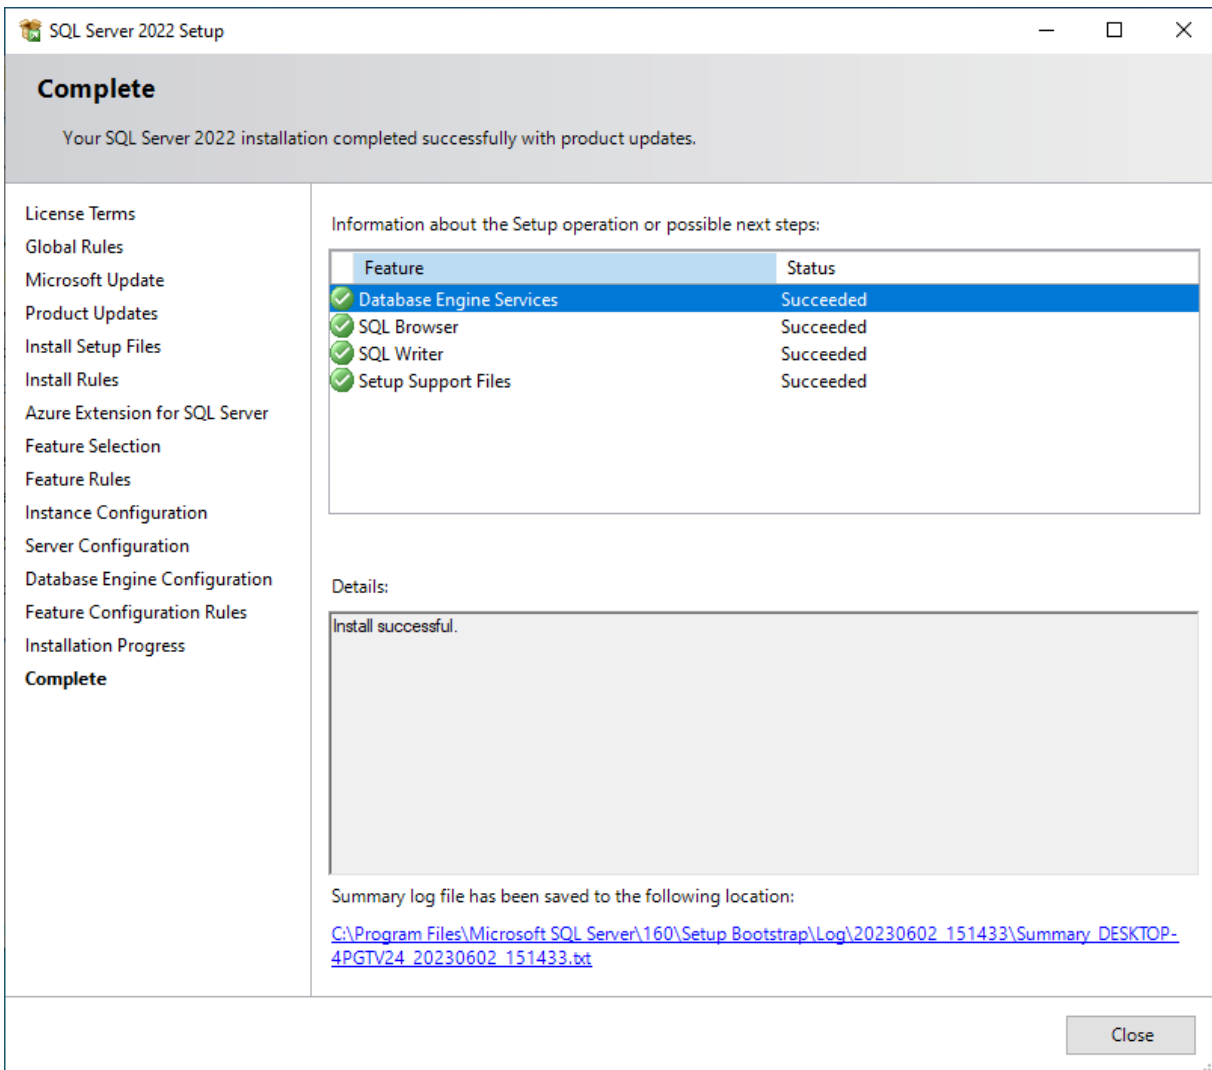 SQL Server 2022 Setup
Complete
Your SQL Server 2022 installation completed successfully with product updates.
License Terms
Global Rules
Microsoft Update
Product Updates
Install Setup Files
Install Rules
Azure Extension for SQL Server
Feature Selection
Feature Rules
Instance Configuration
Server Configuration
Database Engine Configuration
Feature Configuration Rules
Installation Progress
Complete
Information about the Setup operation or possible next steps:
Feature Status
Database Engine Services Succeeded
SQL Browser Succeeded
SQL Writer Succeeded
Setup Support Files Succeeded
Details:
Install successful.
Summary log file has been saved to the following location:
C:\Program Files\Microsoft SQL Server\160\Setup Bootstrap\Log\20230602_151433\Summary_DESKTOP-
4PGTV24_20230602_151433.txt
Close